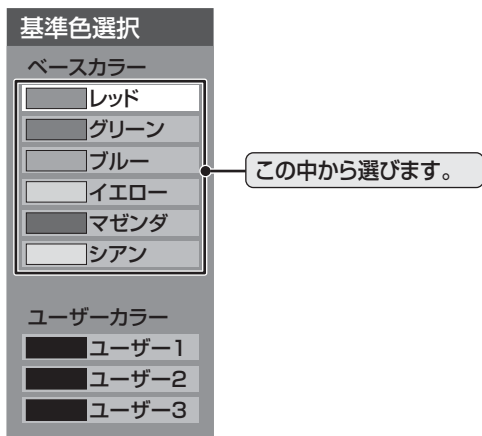 基準色選択
ベースカラー
レッド
グリーン
ブルー
イエロー
マゼンダ
シアン
この中から選びます。
ユーザーカラー
ユーザー1
ユーザー2
ユーザー3